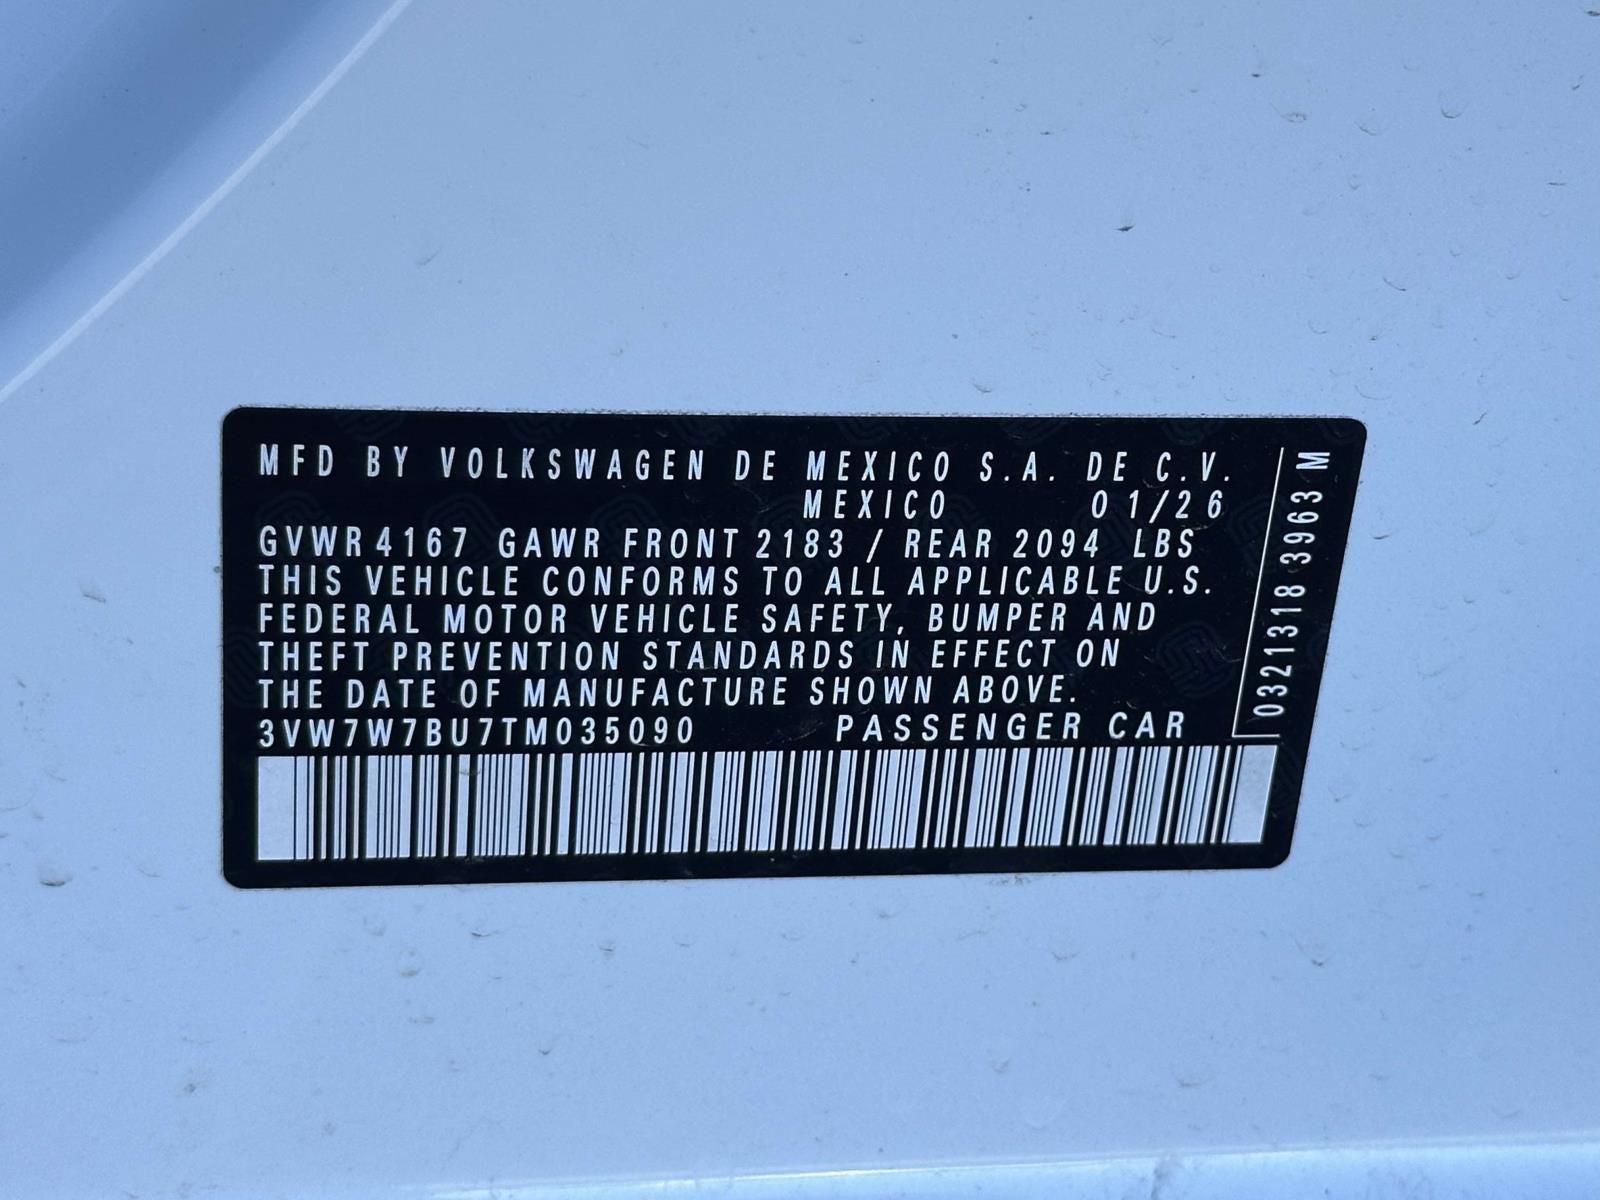 MFD BY VOLKSWAGEN DE MEXICO S.A. DE C.V.
MEXICO 01/26
GVWR 4167 GAWR FRONT 2183 / REAR 2094 LBS
THIS VEHICLE CONFORMS TO ALL APPLICABLE U.S.
FEDERAL MOTOR VEHICLE SAFETY, BUMPER AND
THEFT PREVENTION STANDARDS IN EFFECT ON
THE DATE OF MANUFACTURE SHOWN ABOVE.
3VW7W7BU7TM035090 PASSENGER CAR
0321318 3963 M